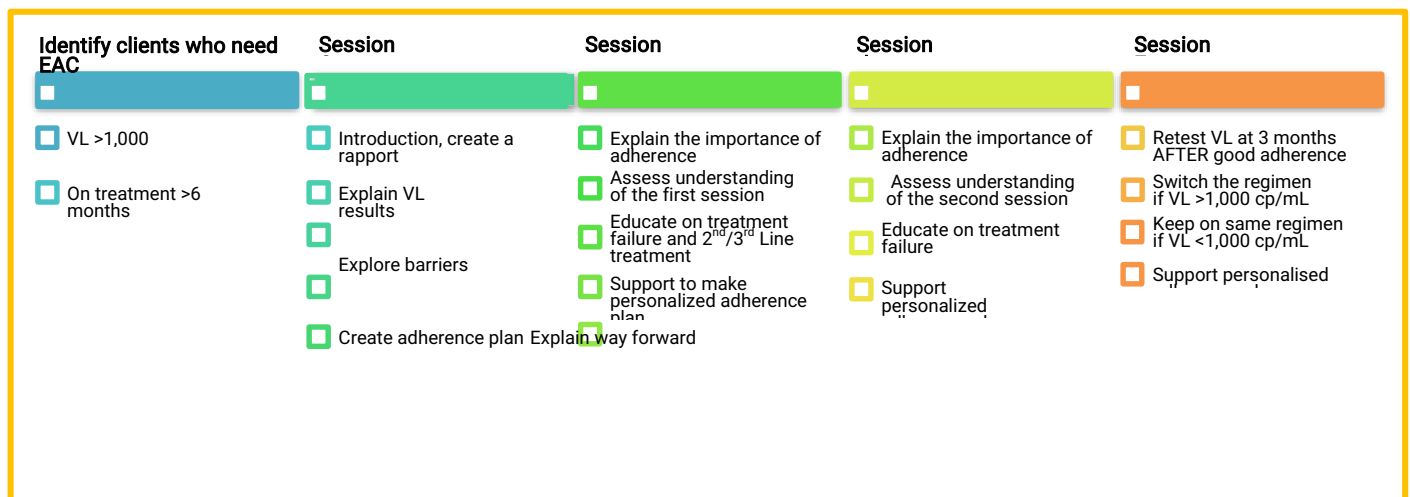 Identify clients who need
EAC
VL >1,000
On treatment >6
months
Session
Introduction, create a
rapport
Explain VL
results
Explore barriers
Create adherence plan Explain way forward
Session
Explain the importance of
adherence
Assess understanding
of the first session
Educate on treatment
failure and 2nd/3rd Line
treatment
Support to make
personalized adherence
plan
Session
Explain the importance of
adherence
Assess understanding
of the second session
Educate on treatment
failure
Support
personalized
Session
Retest VL at 3 months
AFTER good adherence
Switch the regimen
if VL >1,000 cp/mL
Keep on same regimen
if VL <1,000 cp/mL
Support personalised